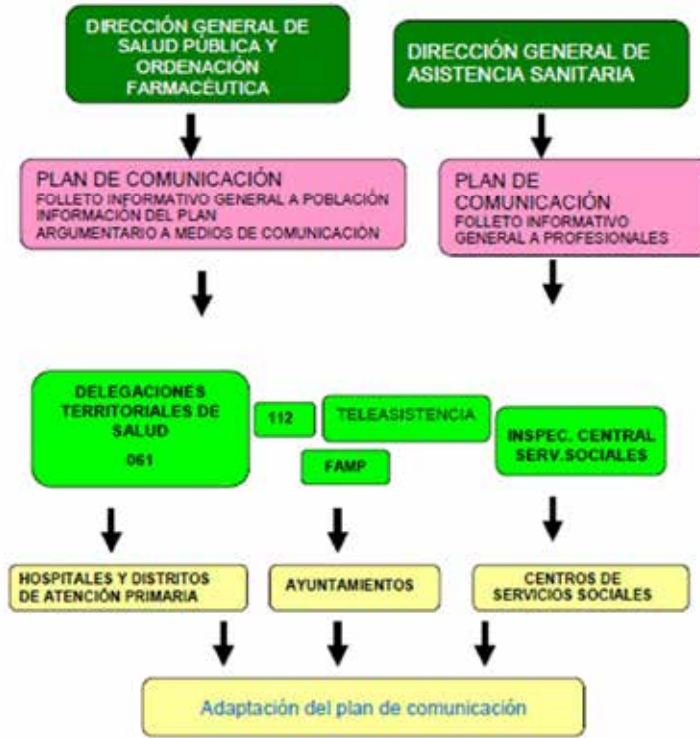 DIRECCIÓN GENERAL DE
SALUD PÚBLICA Y
ORDENACIÓN
FARMACÉUTICA
DIRECCIÓN GENERAL DE
ASISTENCIA SANITARIA
PLAN DE COMUNICACIÓN
FOLLETO INFORMATIVO GENERAL A POBLACIÓN
INFORMACIÓN DEL PLAN
ARGUMENTARIO A MEDIOS DE COMUNICACIÓN
PLAN DE
COMUNICACIÓN
FOLLETO INFORMATIVO
GENERAL A PROFESIONALES
DELEGACIONES
TERRITORIALES DE
SALUD
061
112
TELEASISTENCIA
FAMP
INSPEC. CENTRAL
SERV.SOCIALES
HOSPITALES Y DISTRITOS
DE ATENCIÓN PRIMARIA
AYUNTAMIENTOS
CENTROS DE
SERVICIOS SOCIALES
Adaptación del plan de comunicación